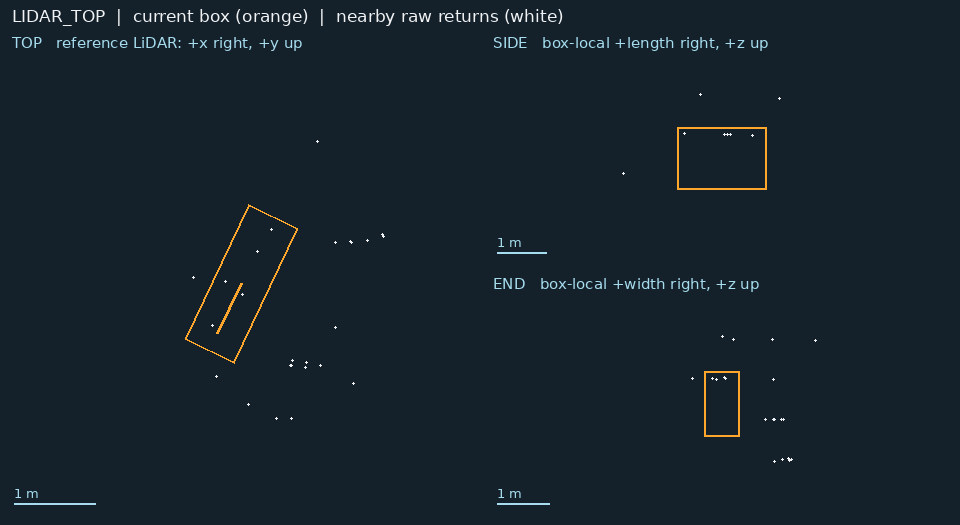 LIDAR_TOP | current box (orange) | nearby raw returns (white)
TOP reference LiDAR: +x right, +y up
SIDE box-local +length right, +z up
1 m
END box-local +width right, +z up
1 m
1 m